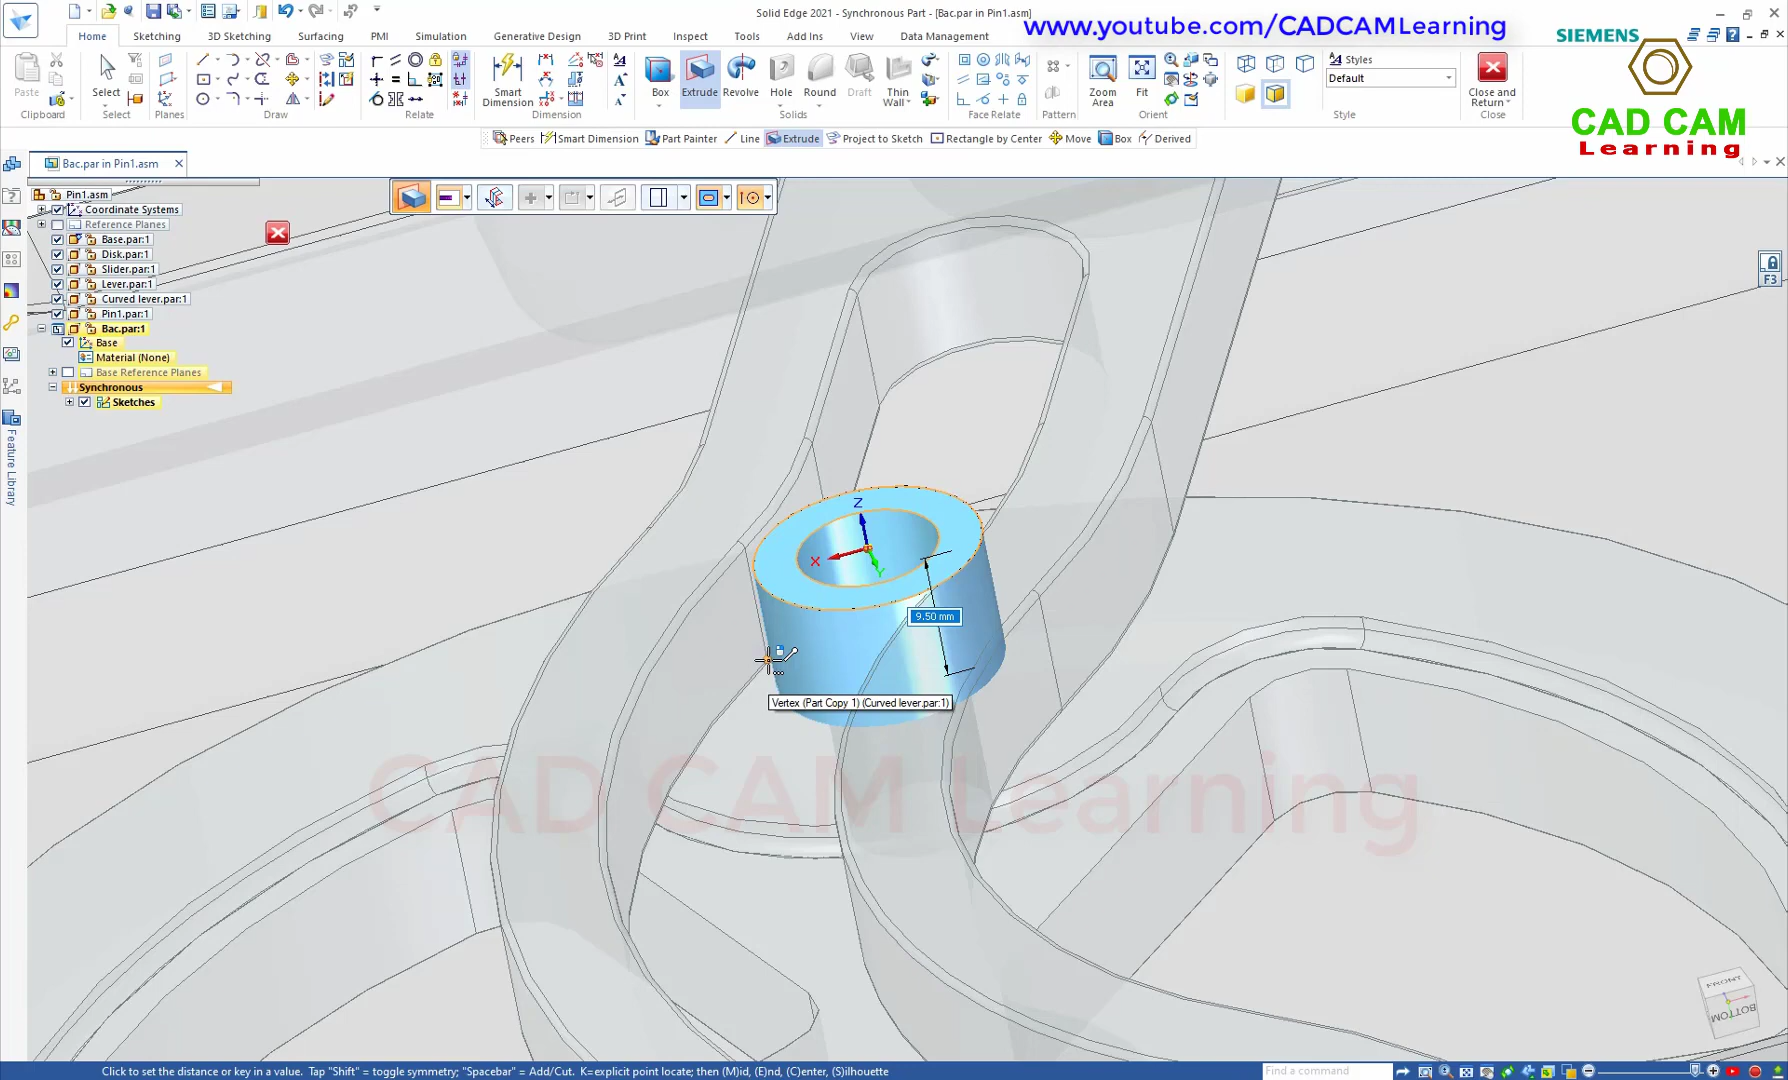 Solid Edge 2021 - Synchronous Part - [Bac.par in Pin1.asm]
www.youtube.com/CADCAMLearning
Home Sketching 3D Sketching Surfacing PMI Simulation Generative Design 3D Print Inspect Tools Add Ins View Data Management
SIEMENS
Paste Select Smart Dimension Box Extrude Revolve Hole Round Draft Thin Wall Zoom Area Fit Styles Default Close and Return
Clipboard Select Planes Draw Relate Dimension Solids Face Relate Pattern Orient Style Close
CAD CAM
Learning
Peers Smart Dimension Part Painter Line Extrude Project to Sketch Rectangle by Center Move Box Derived
Bac.par in Pin1.asm
Pin1.asm
Coordinate Systems
Reference Planes
Base.par:1
Disk.par:1
Slider.par:1
Lever.par:1
Curved lever.par:1
Pin1.par:1
Bac.par:1
Base
Material (None)
Base Reference Planes
Synchronous
Sketches
Feature Library
F3
Z
X
Y
9.50 mm
Vertex (Part Copy 1) (Curved lever.par:1)
CAD CAM Learning
FRONT
BOTTOM
Click to set the distance or key in a value. Tap "Shift" = toggle symmetry; "Spacebar" = Add/Cut. K=explicit point locate; then (M)id, (E)nd, (C)enter, (S)ilhouette
Find a command